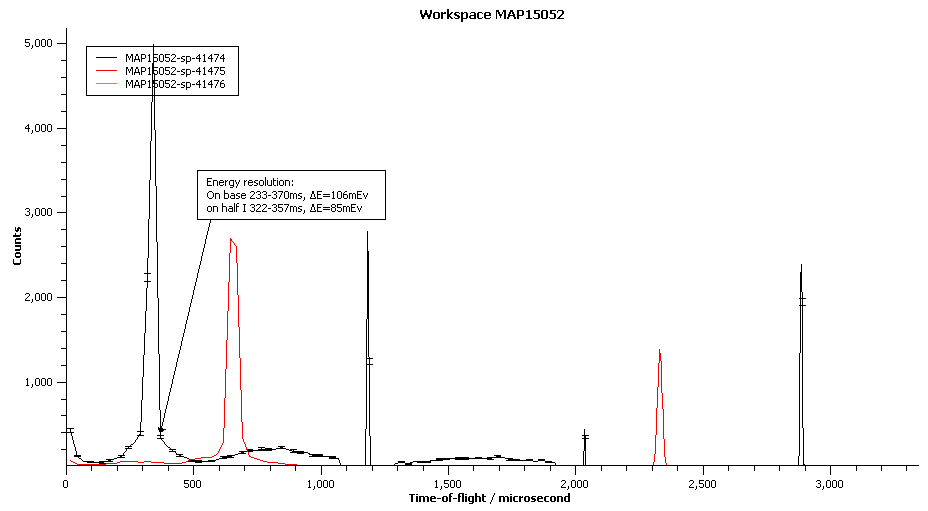 Workspace MAP15052
MAP15052-sp-41474
MAP15052-sp-41475
MAP15052-sp-41476
Energy resolution:
On base 233-370ms, ΔE=106mEv
on half I 322-357ms, ΔE=85mEv
Counts
5,000
4,000
3,000
2,000
1,000
0
500
1,000
1,500
2,000
2,500
3,000
Time-of-flight / microsecond